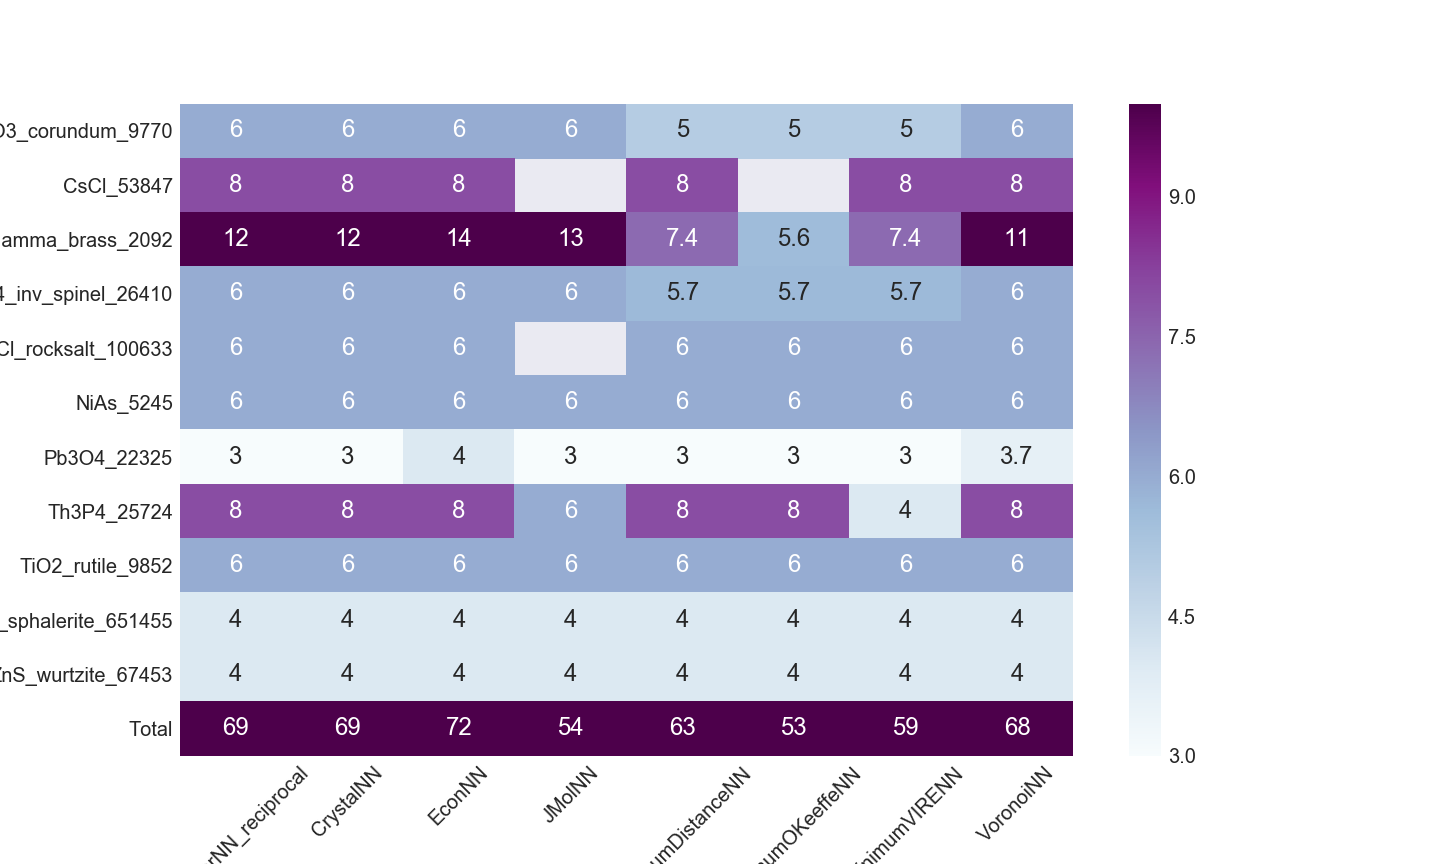 O3_corundum_9770 6 6 6 6 5 5 5 6
CsCl_53847 8 8 8 8 8 8
amma_brass_2092 12 12 14 13 7.4 5.6 7.4 11
4_inv_spinel_26410 6 6 6 6 5.7 5.7 5.7 6
Cl_rocksalt_100633 6 6 6 6 6 6 6
NiAs_5245 6 6 6 6 6 6 6 6
Pb3O4_22325 3 3 4 3 3 3 3 3.7
Th3P4_25724 8 8 8 6 8 8 4 8
TiO2_rutile_9852 6 6 6 6 6 6 6 6
_sphalerite_651455 4 4 4 4 4 4 4 4
ZnS_wurtzite_67453 4 4 4 4 4 4 4 4
Total 69 69 72 54 63 53 59 68
rNN_reciprocal
CrystalNN
EconNN
JMolNN
umDistanceNN
umOKeeffeNN
nimumVIRENN
VoronoiNN
9.0
7.5
6.0
4.5
3.0